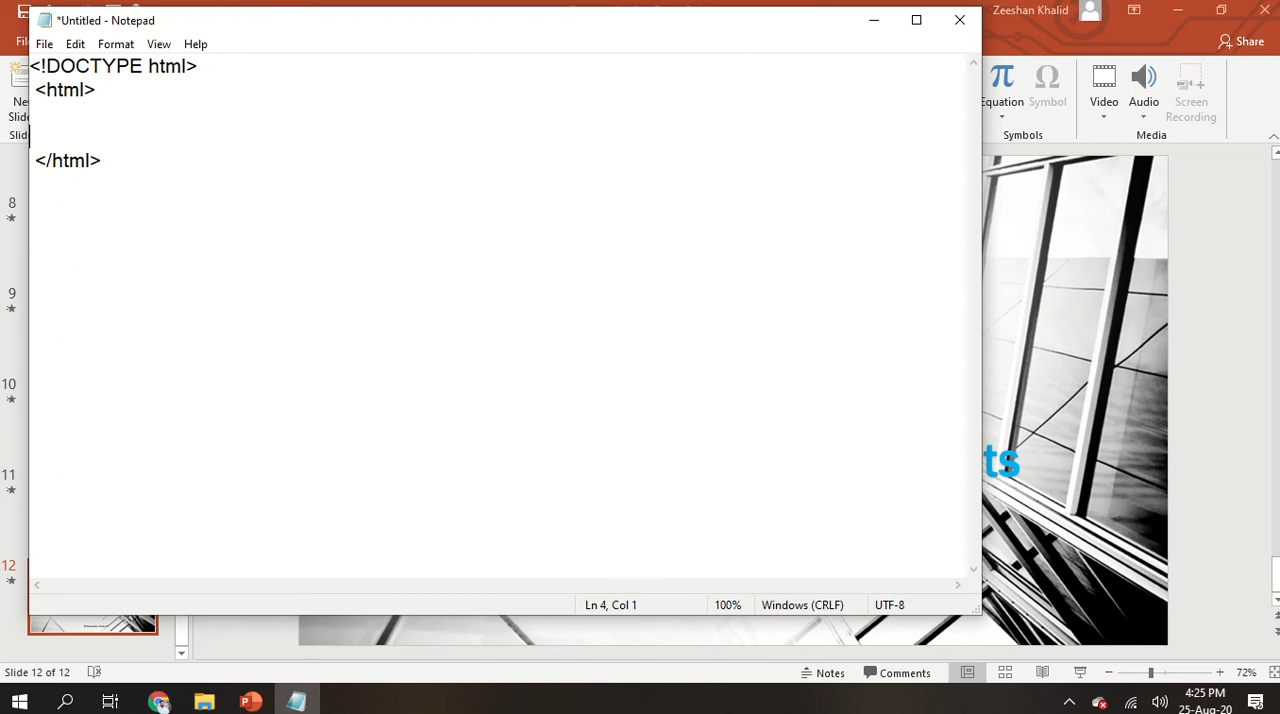 *Untitled - Notepad
Zeeshan Khalid
File Edit Format View Help
Share
<!DOCTYPE html>
<html>
</html>
Equation Symbol Video Audio Screen
Recording
Symbols Media
8
9
10
11
12
ts
Ln 4, Col 1 100% Windows (CRLF) UTF-8
Slide 12 of 12 Notes Comments 72%
4:25 PM
25-Aug-20